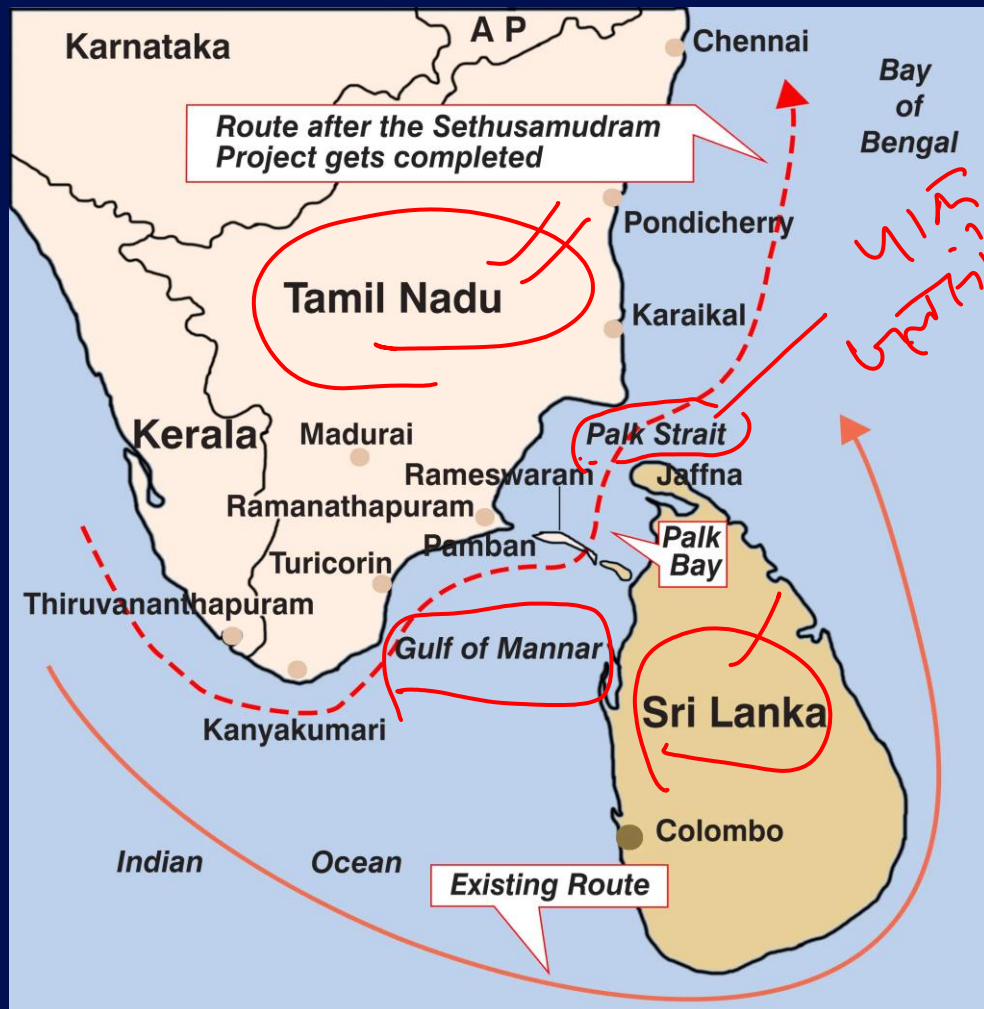 Karnataka
A P
Chennai
Bay
of
Bengal
Route after the Sethusamudram
Project gets completed
Pondicherry
Tamil Nadu
Karaikal
Kerala
Madurai
Palk Strait
Rameswaram
Jaffna
Ramanathapuram
Pamban
Palk
Bay
Turicorin
Thiruvananthapuram
Gulf of Mannar
Kanyakumari
Sri Lanka
Colombo
Indian Ocean
Existing Route